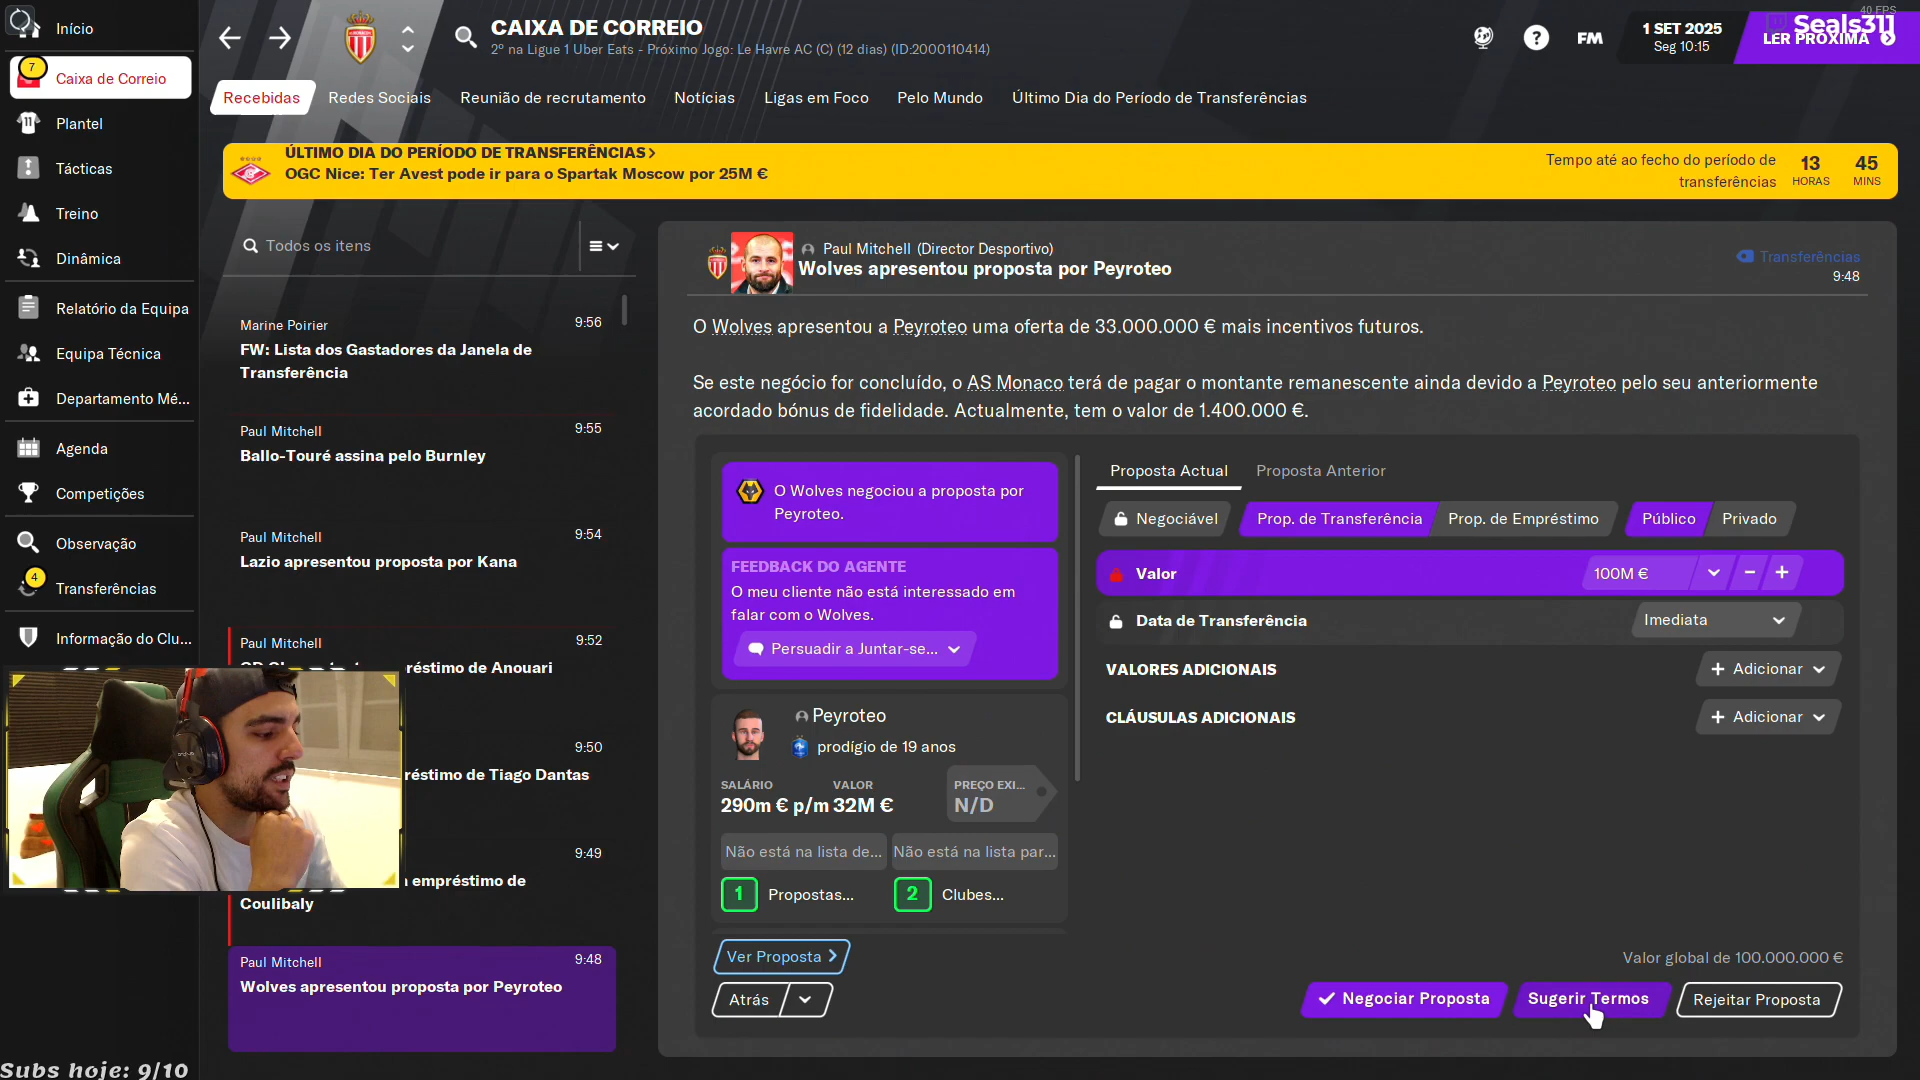 Início
7
Caixa de Correio
Plantel
Tácticas
Treino
Dinâmica
Relatório da Equipa
Equipa Técnica
Departamento Mé...
Agenda
Competições
Observação
4
Transferências
Informação do Clu...
CAIXA DE CORREIO
2º na Ligue 1 Uber Eats - Próximo Jogo: Le Havre AC (C) (12 dias) (ID:2000110414)
FM
1 SET 2025
Seg 10:15
40 FPS
Seals311
LER PRÓXIMA
Recebidas
Redes Sociais
Reunião de recrutamento
Notícias
Ligas em Foco
Pelo Mundo
Último Dia do Período de Transferências
ÚLTIMO DIA DO PERÍODO DE TRANSFERÊNCIAS >
OGC Nice: Ter Avest pode ir para o Spartak Moscow por 25M €
Tempo até ao fecho do período de
transferências
13
HORAS
45
MINS
Todos os itens
Marine Poirier 9:56
FW: Lista dos Gastadores da Janela de
Transferência
Paul Mitchell 9:55
Ballo-Touré assina pelo Burnley
Paul Mitchell 9:54
Lazio apresentou proposta por Kana
Paul Mitchell 9:52
réstimo de Anouari
9:50
réstimo de Tiago Dantas
9:49
empréstimo de
Coulibaly
Paul Mitchell 9:48
Wolves apresentou proposta por Peyroteo
Paul Mitchell (Director Desportivo)
Wolves apresentou proposta por Peyroteo
Transferências
9:48
O Wolves apresentou a Peyroteo uma oferta de 33.000.000 € mais incentivos futuros.
Se este negócio for concluído, o AS Monaco terá de pagar o montante remanescente ainda devido a Peyroteo pelo seu anteriormente
acordado bónus de fidelidade. Actualmente, tem o valor de 1.400.000 €.
O Wolves negociou a proposta por
Peyroteo.
FEEDBACK DO AGENTE
O meu cliente não está interessado em
falar com o Wolves.
Persuadir a Juntar-se...
Peyroteo
prodígio de 19 anos
SALÁRIO
290m € p/m
VALOR
32M €
PREÇO EXI...
N/D
Não está na lista de...
Não está na lista par...
1 Propostas...
2 Clubes...
Ver Proposta >
Atrás
Proposta Actual
Proposta Anterior
Negociável
Prop. de Transferência
Prop. de Empréstimo
Público
Privado
Valor
100M €
Data de Transferência
Imediata
VALORES ADICIONAIS
+ Adicionar
CLÁUSULAS ADICIONAIS
+ Adicionar
Valor global de 100.000.000 €
Negociar Proposta
Sugerir Termos
Rejeitar Proposta
Subs hoje: 9/10